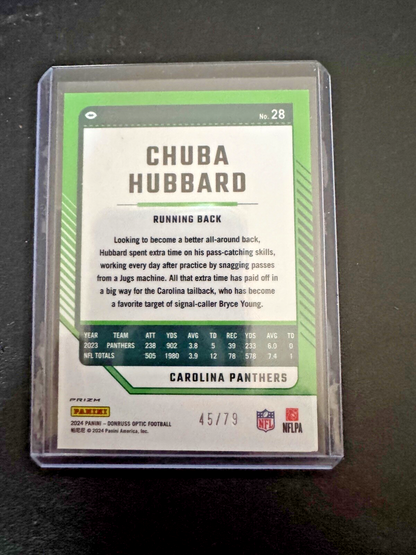 No. 28
CHUBA
HUBBARD
RUNNING BACK
Looking to become a better all-around back,
Hubbard spent extra time on his pass-catching skills,
working every day after practice by snagging passes
from a Jugs machine. All that extra time has paid off in
a big way for the Carolina tailback, who has become
a favorite target of signal-caller Bryce Young.
YEAR TEAM ATT YDS AVG TD REC YDS AVG TD
2023 PANTHERS 238 902 3.8 5 39 233 6.0 0
NFL TOTALS 505 1980 3.9 12 78 578 7.4 1
CAROLINA PANTHERS
PRIZM
PANINI
2024 PANINI - DONRUSS OPTIC FOOTBALL
© 2024 Panini America, Inc.
45/79
NFL
NFLPA